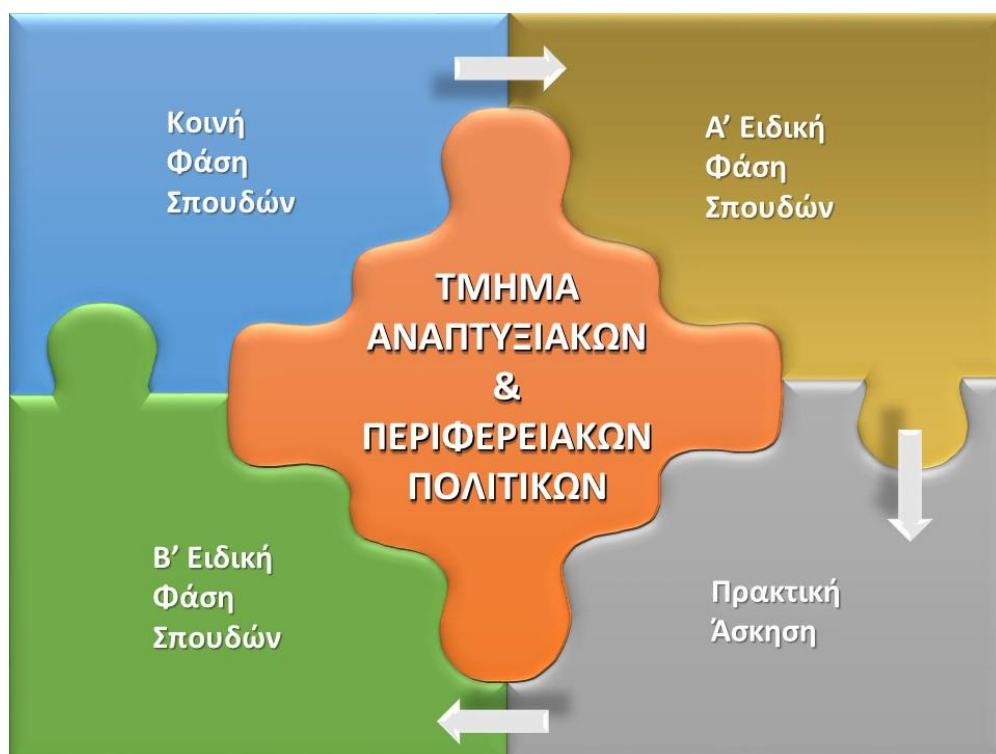 Κοινή
Φάση
Σπουδών
Α’ Ειδική
Φάση
Σπουδών
ΤΜΗΜΑ
ΑΝΑΠΤΥΞΙΑΚΩΝ
&
ΠΕΡΙΦΕΡΕΙΑΚΩΝ
ΠΟΛΙΤΙΚΩΝ
Β’ Ειδική
Φάση
Σπουδών
Πρακτική
Άσκηση